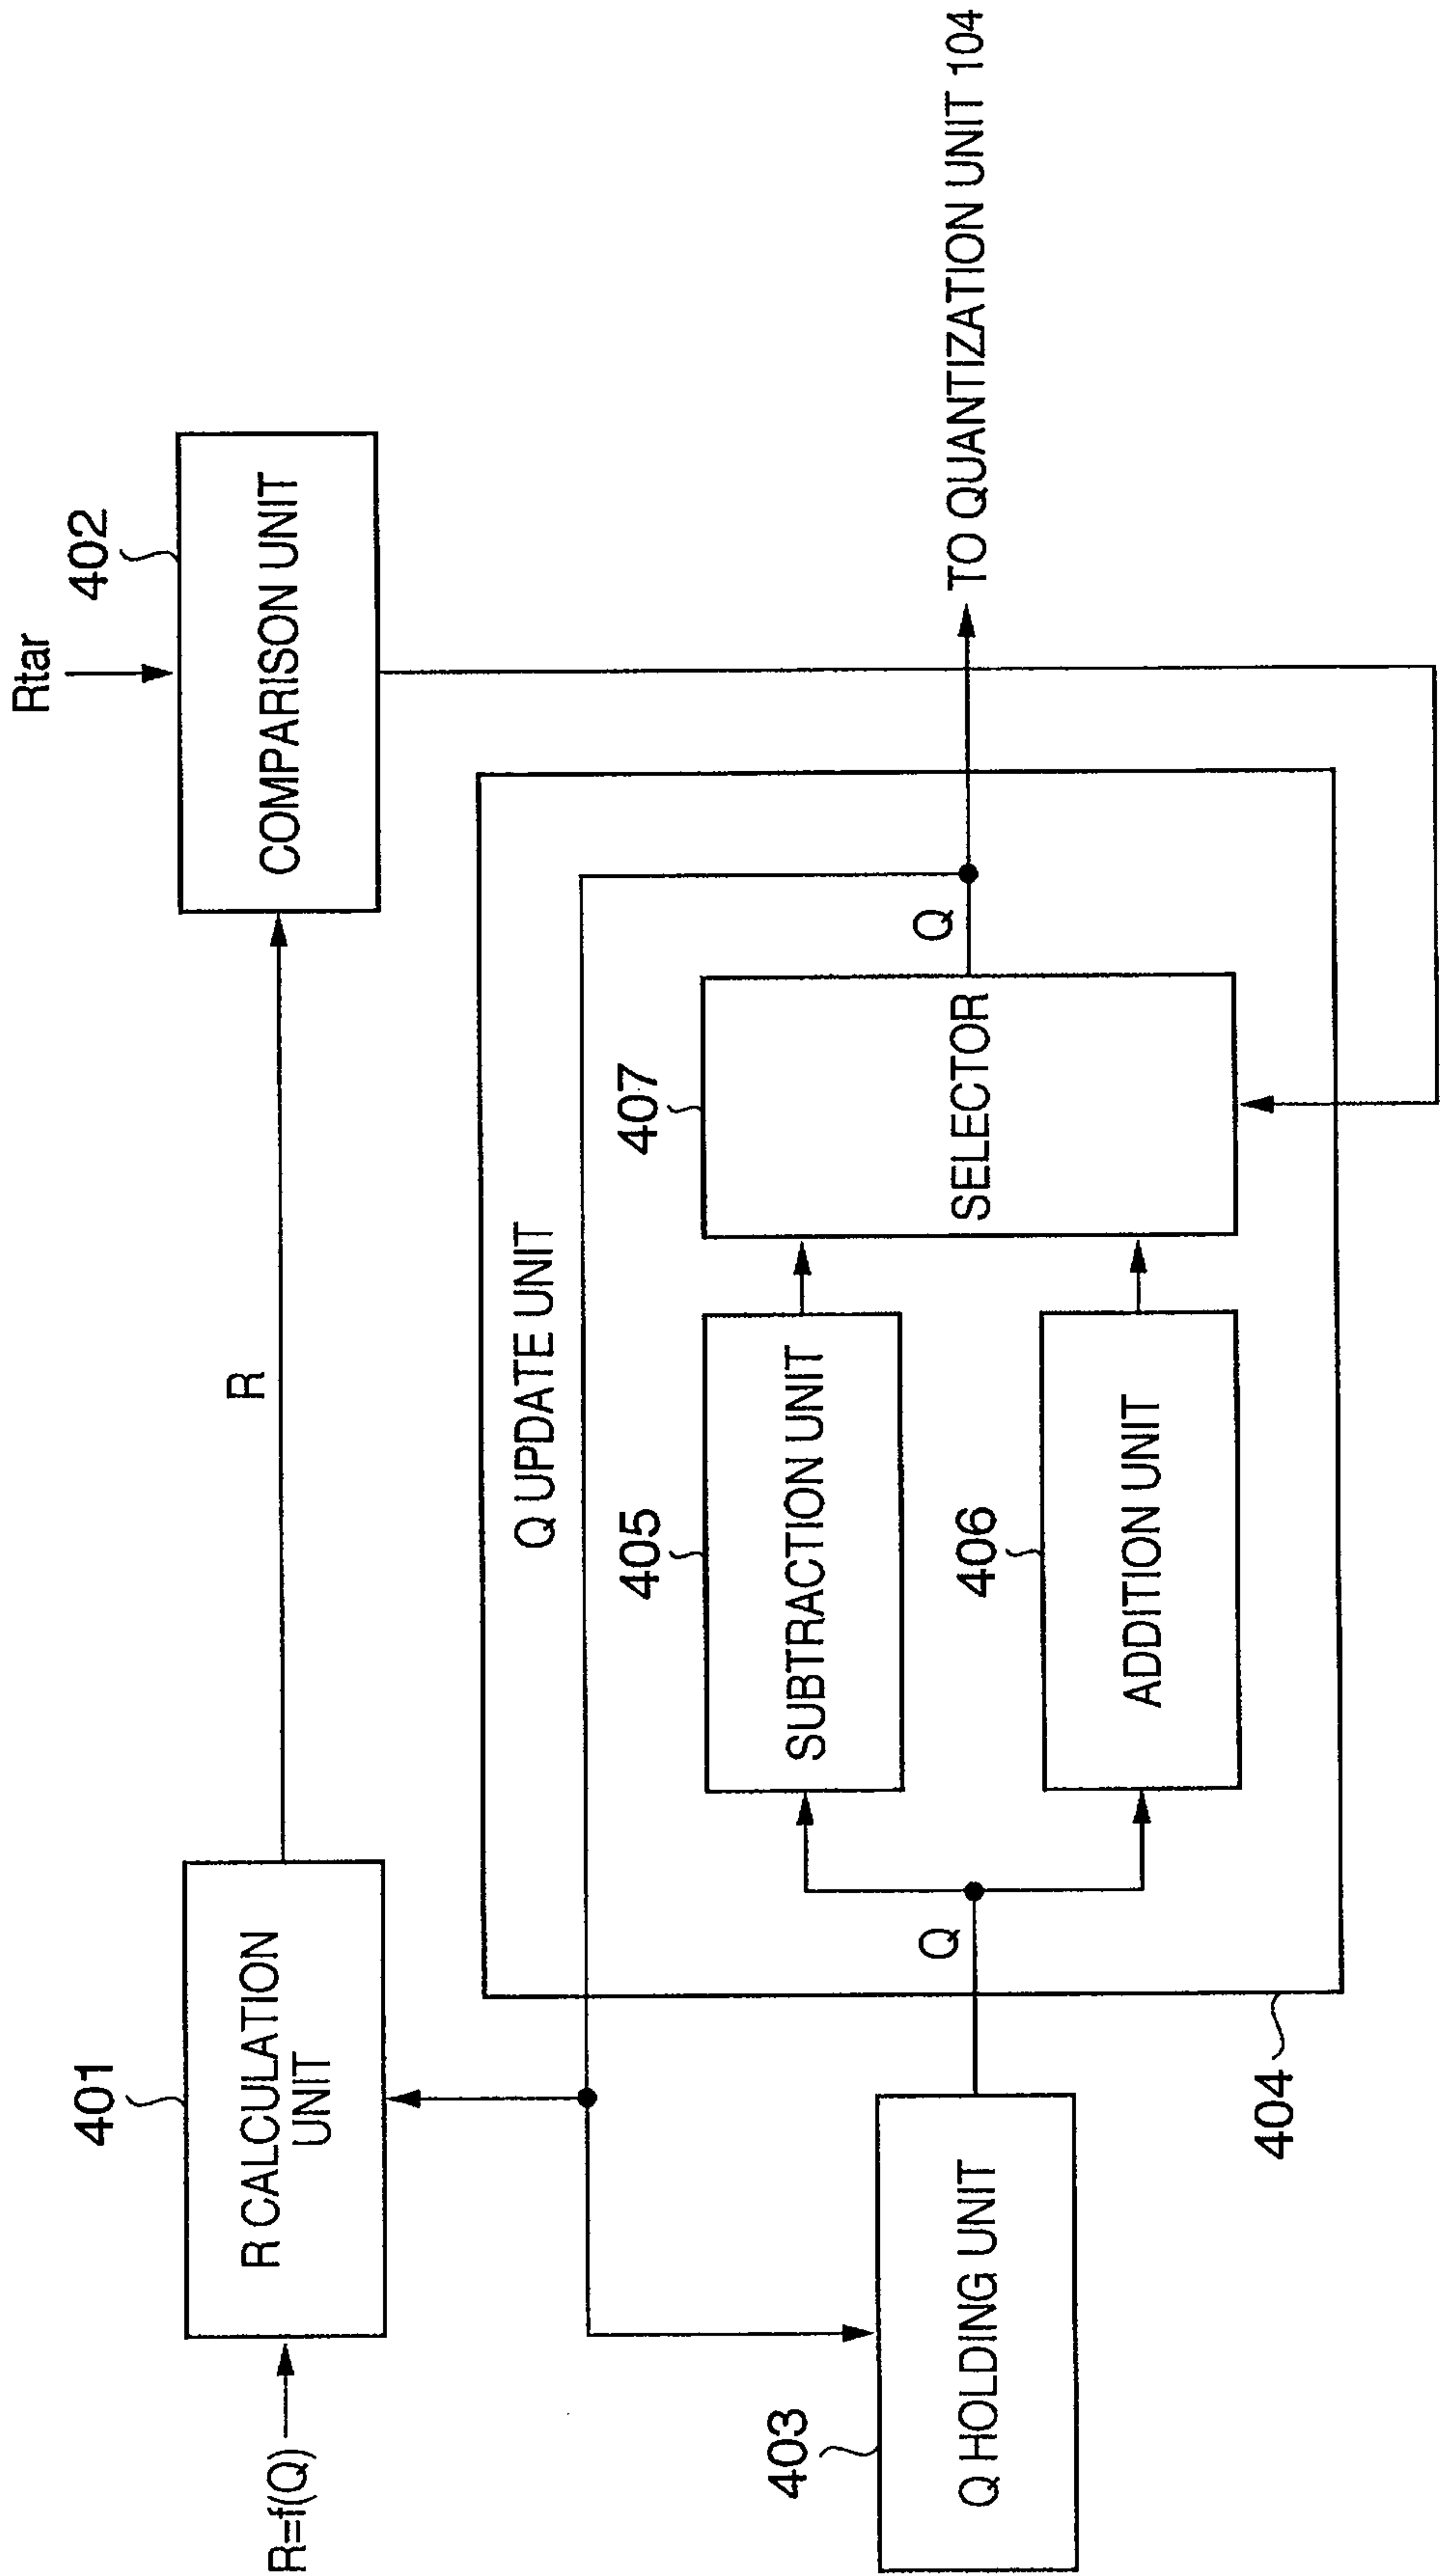 Rtar
402
COMPARISON UNIT
R
401
R CALCULATION
UNIT
R=f(Q)
Q UPDATE UNIT
407
SELECTOR
Q
TO QUANTIZATION UNIT 104
405
SUBTRACTION UNIT
406
ADDITION UNIT
Q
404
403
Q HOLDING UNIT